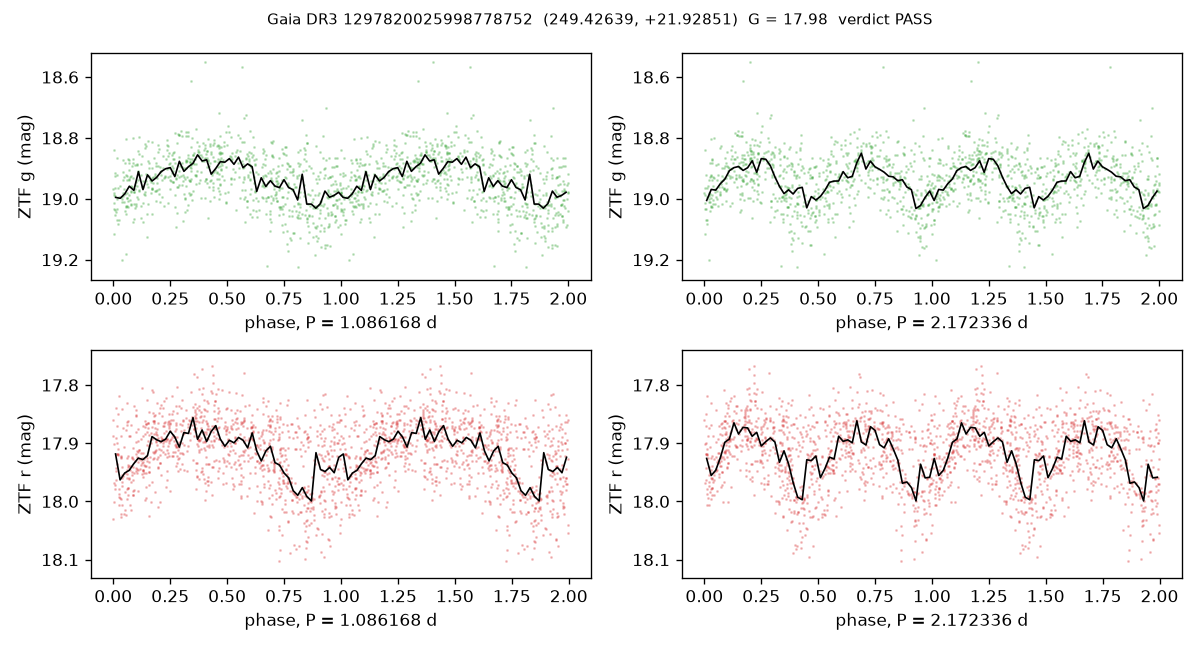 Gaia DR3 1297820025998778752  (249.42639, +21.92851)  G = 17.98  verdict PASS
ZTF g (mag)
18.6
18.8
19.0
19.2
0.00 0.25 0.50 0.75 1.00 1.25 1.50 1.75 2.00
phase, P = 1.086168 d
ZTF g (mag)
18.6
18.8
19.0
19.2
0.00 0.25 0.50 0.75 1.00 1.25 1.50 1.75 2.00
phase, P = 2.172336 d
ZTF r (mag)
17.8
17.9
18.0
18.1
0.00 0.25 0.50 0.75 1.00 1.25 1.50 1.75 2.00
phase, P = 1.086168 d
ZTF r (mag)
17.8
17.9
18.0
18.1
0.00 0.25 0.50 0.75 1.00 1.25 1.50 1.75 2.00
phase, P = 2.172336 d